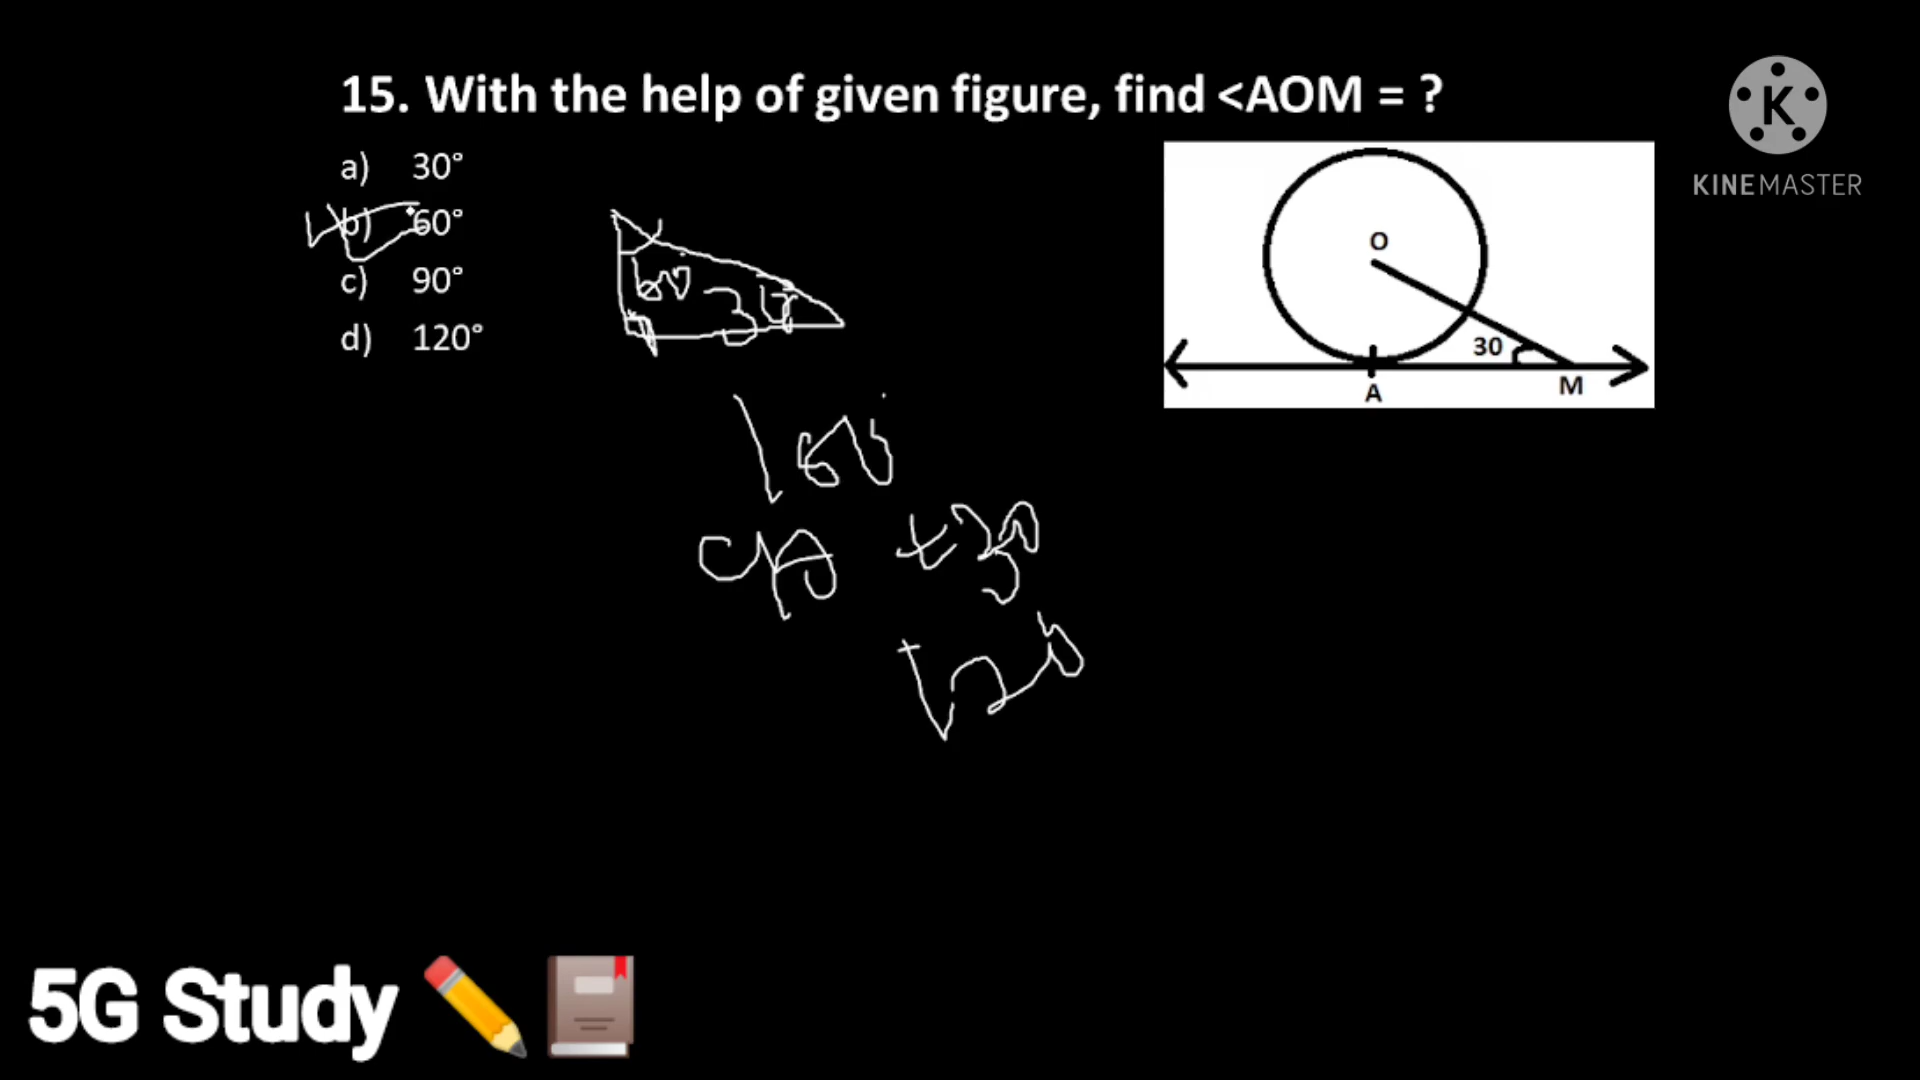 15. With the help of given figure, find <AOM = ?
a) 30°
b) 60°
c) 90°
d) 120°
O
30
A
M
KINEMASTER
K
60
30
180
90 +30
120
5G Study